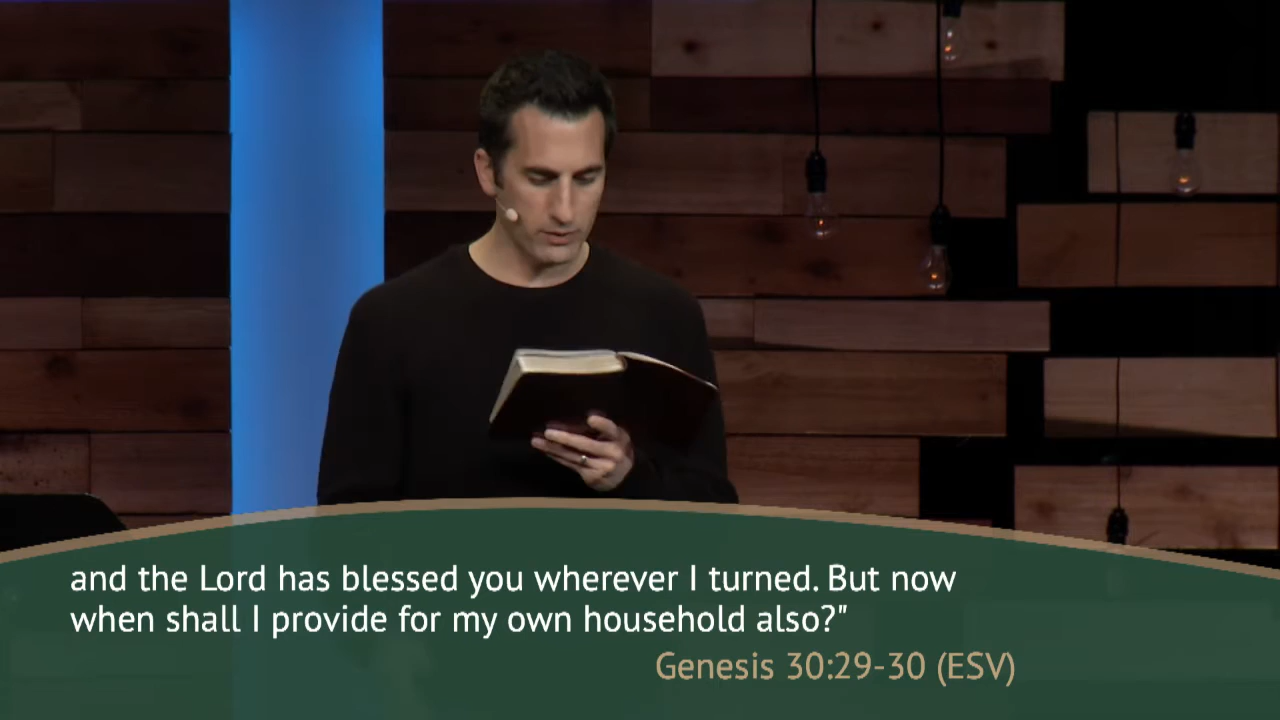 and the Lord has blessed you wherever I turned. But now
when shall I provide for my own household also?"
Genesis 30:29-30 (ESV)